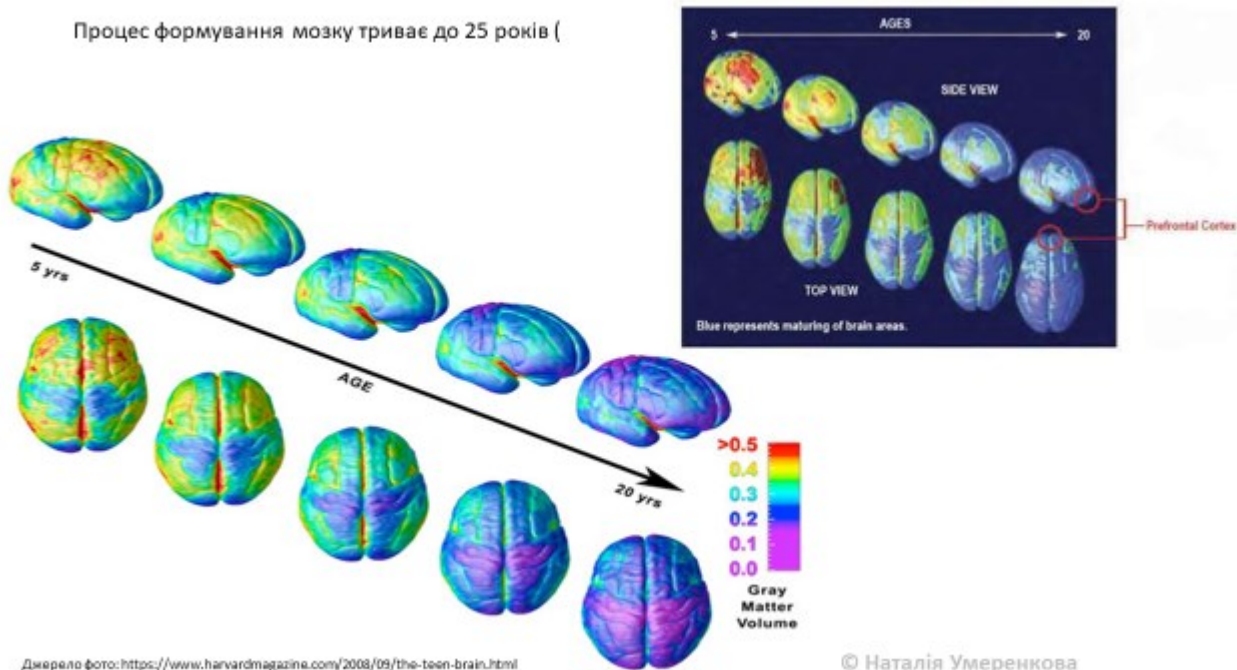 Процес формування мозку триває до 25 років (
AGES
5
20
SIDE VIEW
Prefrontal Cortex
TOP VIEW
Blue represents maturing of brain areas.
5 yrs
AGE
20 yrs
>0.5
0.4
0.3
0.2
0.1
0.0
Gray
Matter
Volume
Джерело фото: https://www.harvardmagazine.com/2008/09/the-teen-brain.html
© Наталія Умеренкова